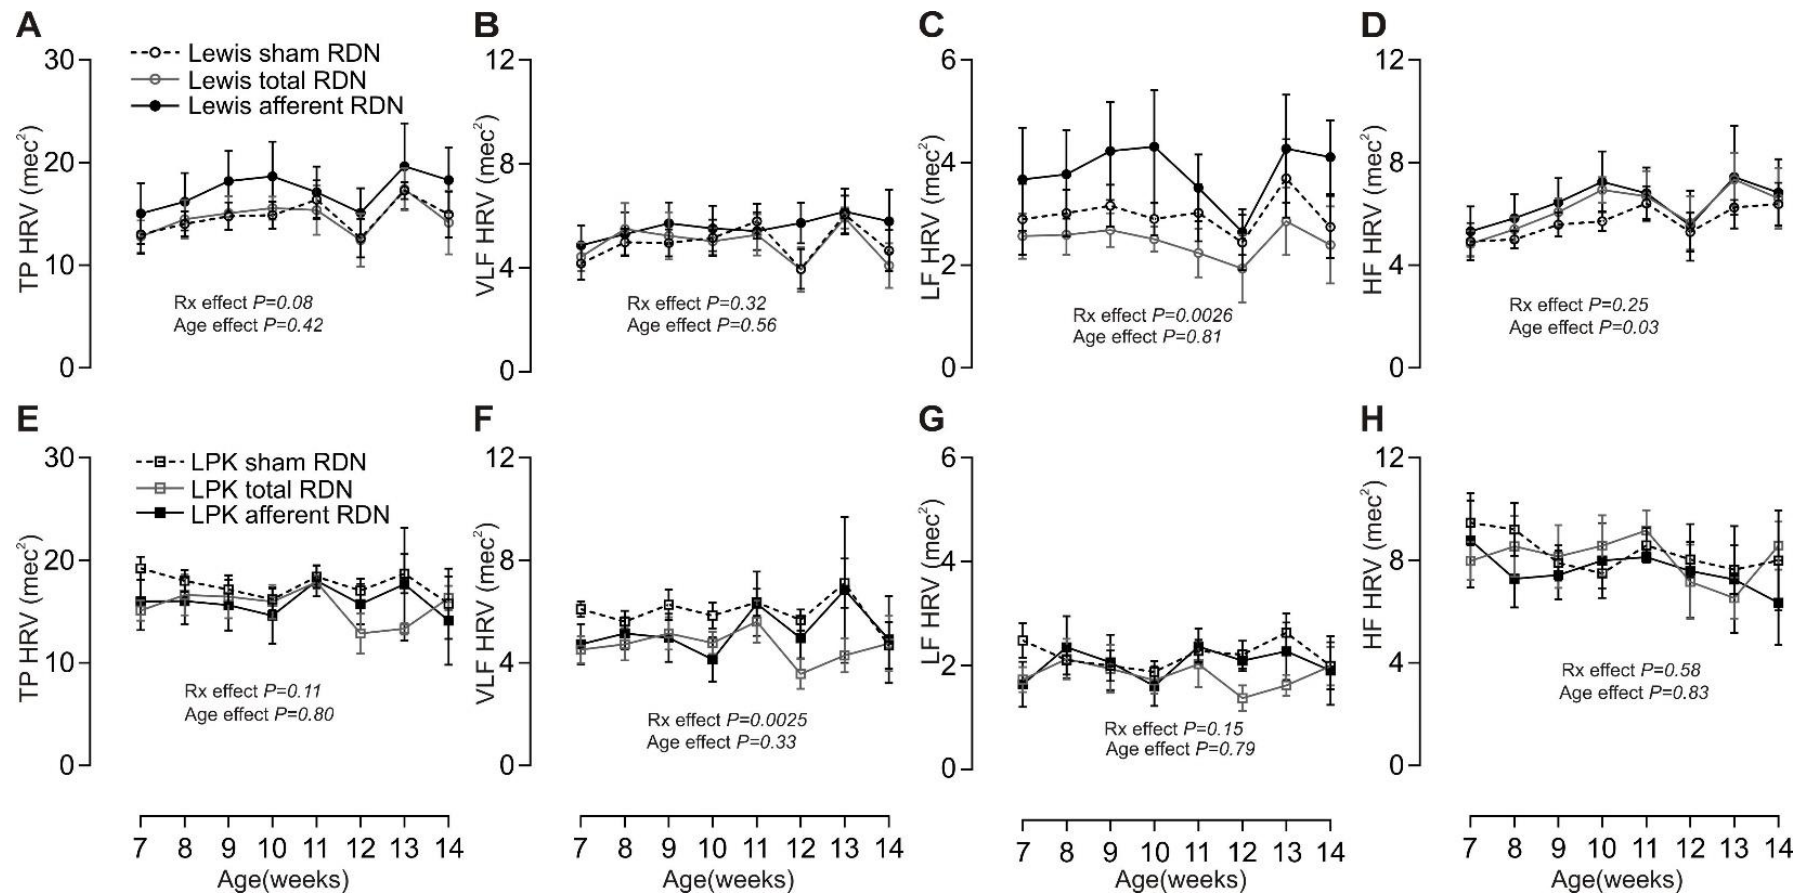 A
B
C
D
Lewis sham RDN
Lewis total RDN
Lewis afferent RDN
TP HRV (mec²)
30
20
10
0
Rx effect P=0.08
Age effect P=0.42
VLF HRV (mec²)
12
8
4
0
Rx effect P=0.32
Age effect P=0.56
LF HRV (mec²)
6
4
2
0
Rx effect P=0.0026
Age effect P=0.81
HF HRV (mec²)
12
8
4
0
Rx effect P=0.25
Age effect P=0.03
E
F
G
H
LPK sham RDN
LPK total RDN
LPK afferent RDN
TP HRV (mec²)
30
20
10
0
Rx effect P=0.11
Age effect P=0.80
VLF HRV (mec²)
12
8
4
0
Rx effect P=0.0025
Age effect P=0.33
LF HRV (mec²)
6
4
2
0
Rx effect P=0.15
Age effect P=0.79
HF HRV (mec²)
12
8
4
0
Rx effect P=0.58
Age effect P=0.83
7 8 9 10 11 12 13 14
Age(weeks)
7 8 9 10 11 12 13 14
Age(weeks)
7 8 9 10 11 12 13 14
Age(weeks)
7 8 9 10 11 12 13 14
Age(weeks)